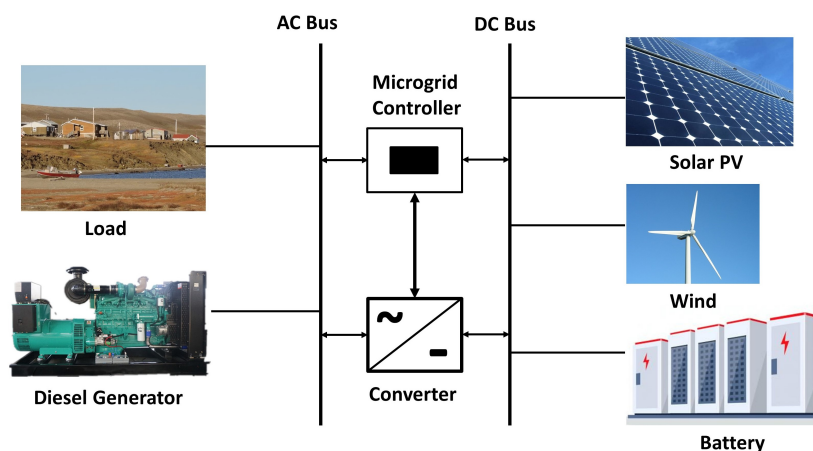 AC Bus
DC Bus
Microgrid
Controller
Solar PV
Load
Wind
Diesel Generator
Converter
Battery